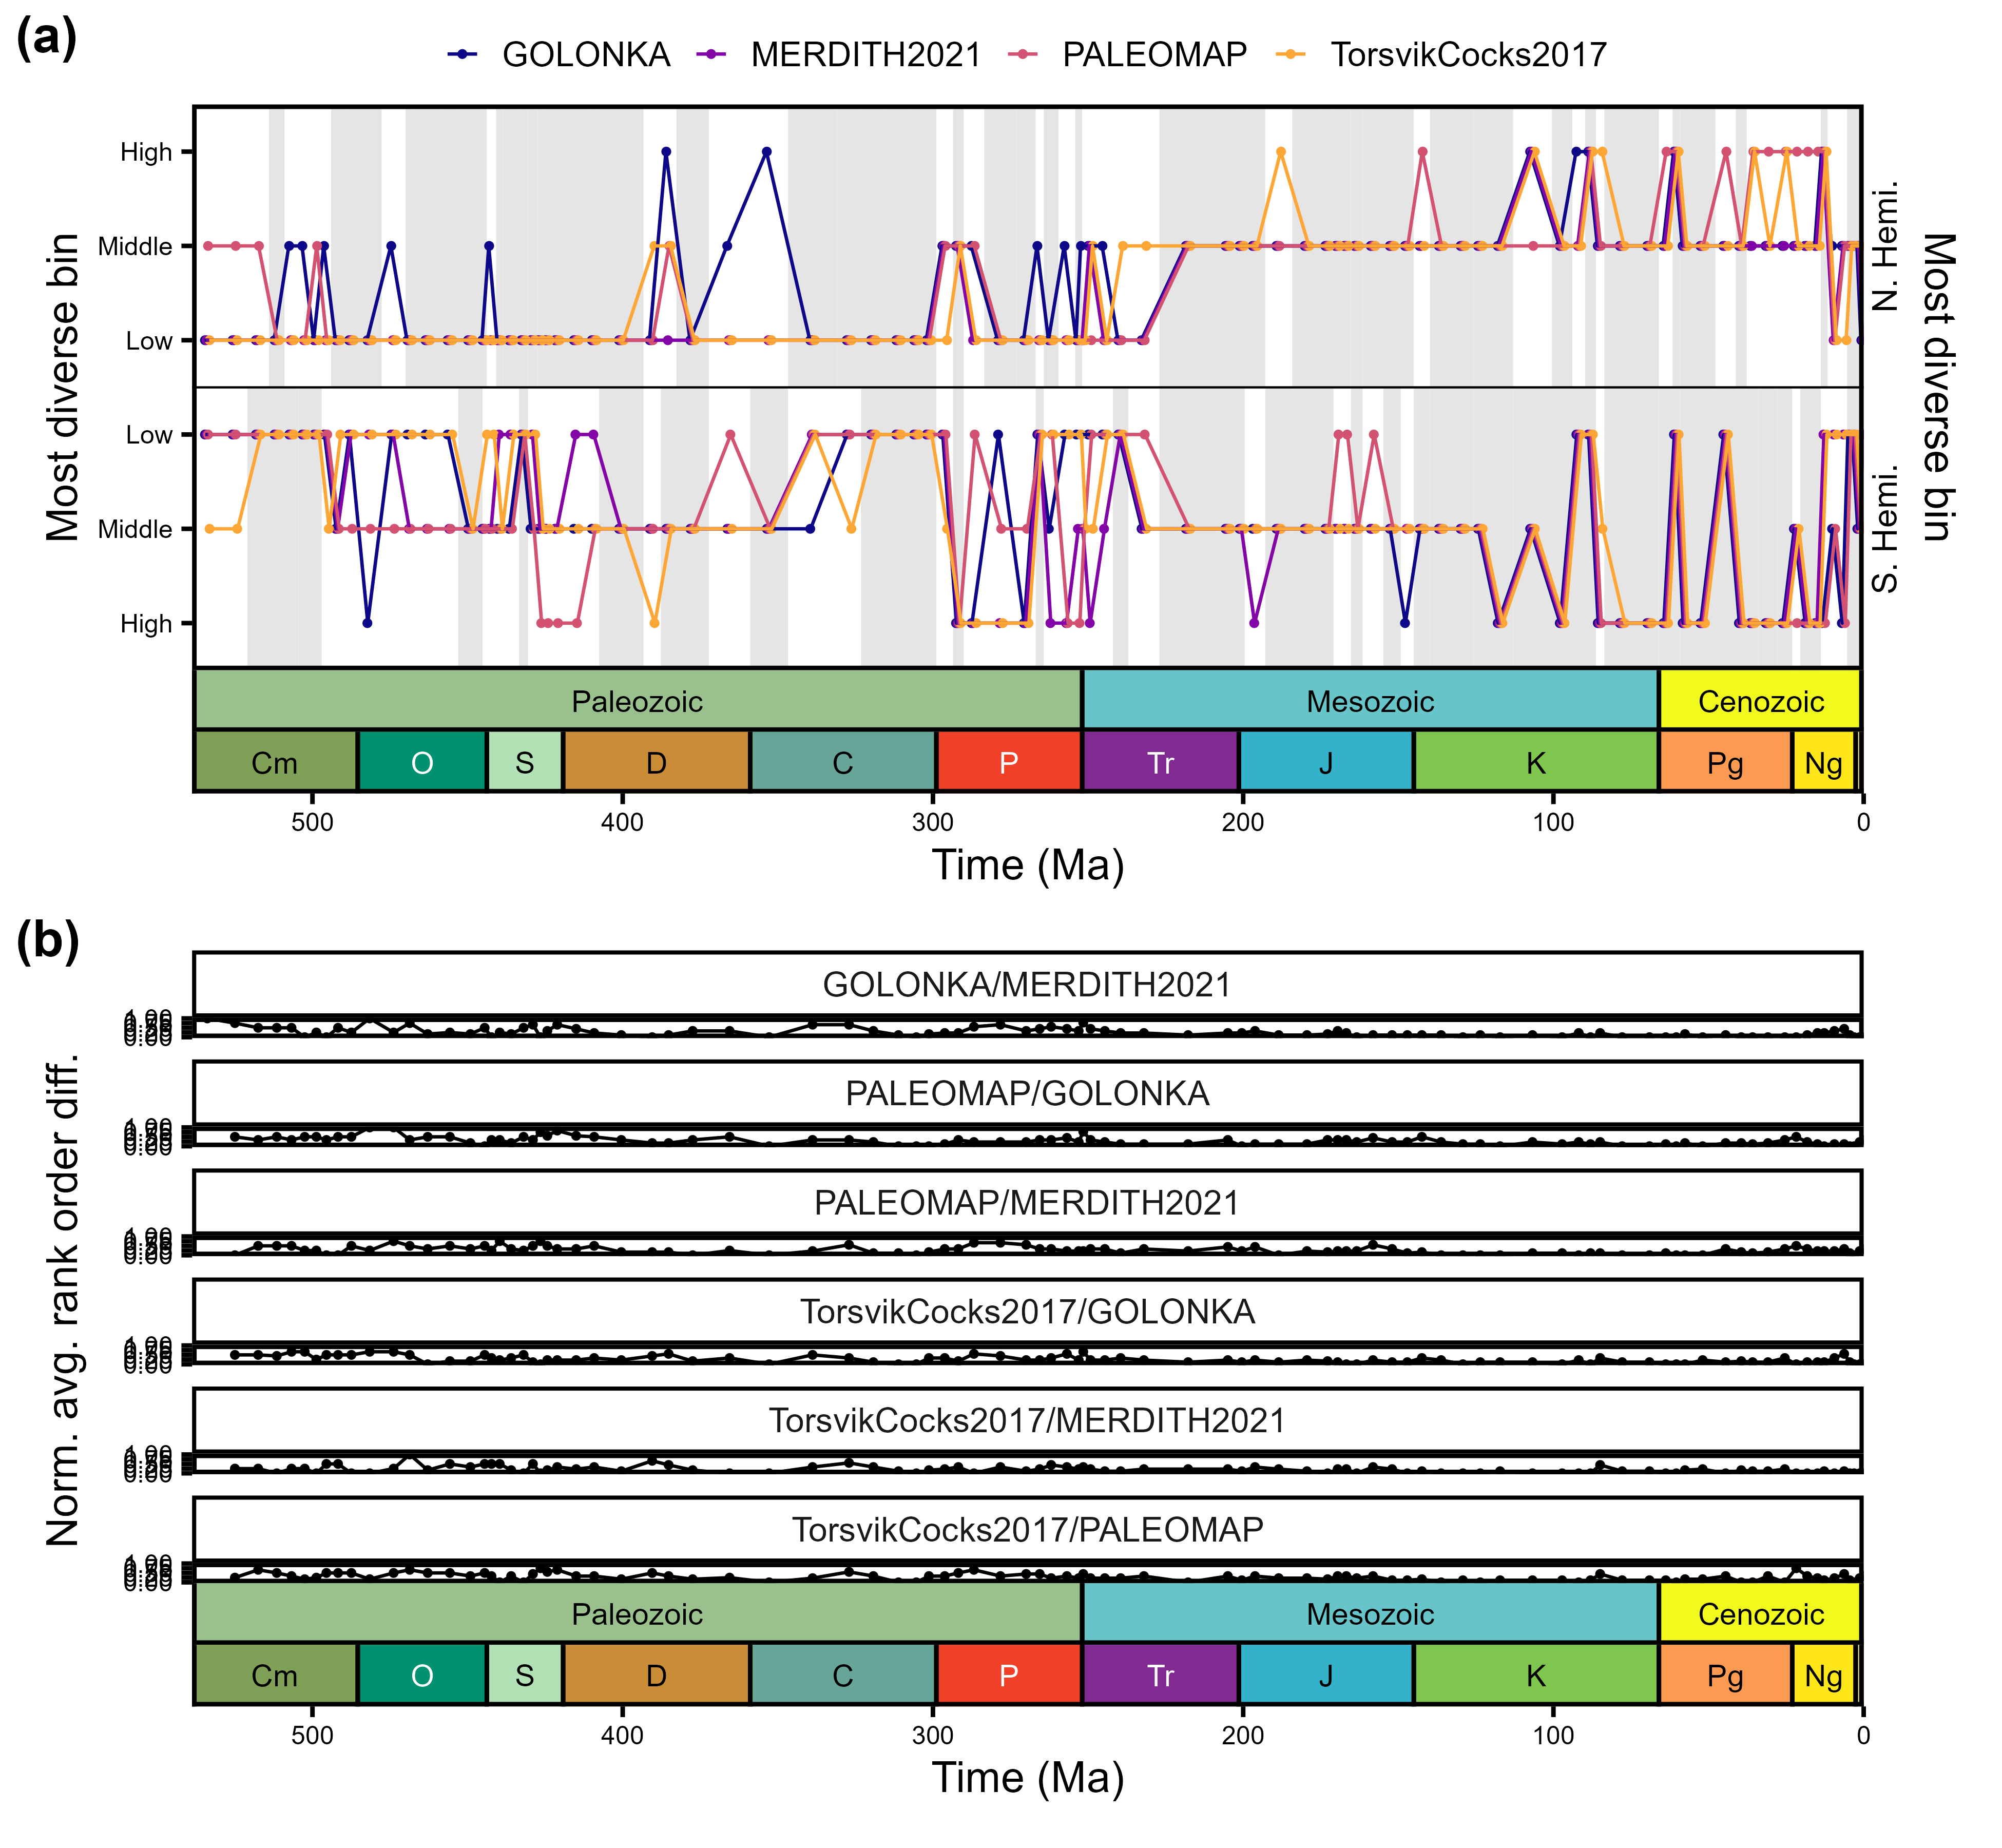 (a)
GOLONKA MERDITH2021 PALEOMAP TorsvikCocks2017
Most diverse bin
High
Middle
Low
N. Hemi.
Low
Middle
High
S. Hemi.
Most diverse bin
Paleozoic Mesozoic Cenozoic
Cm O S D C P Tr J K Pg Ng
500 400 300 200 100 0
Time (Ma)
(b)
Norm. avg. rank order diff.
GOLONKA/MERDITH2021
PALEOMAP/GOLONKA
PALEOMAP/MERDITH2021
TorsvikCocks2017/GOLONKA
TorsvikCocks2017/MERDITH2021
TorsvikCocks2017/PALEOMAP
Paleozoic Mesozoic Cenozoic
Cm O S D C P Tr J K Pg Ng
500 400 300 200 100 0
Time (Ma)